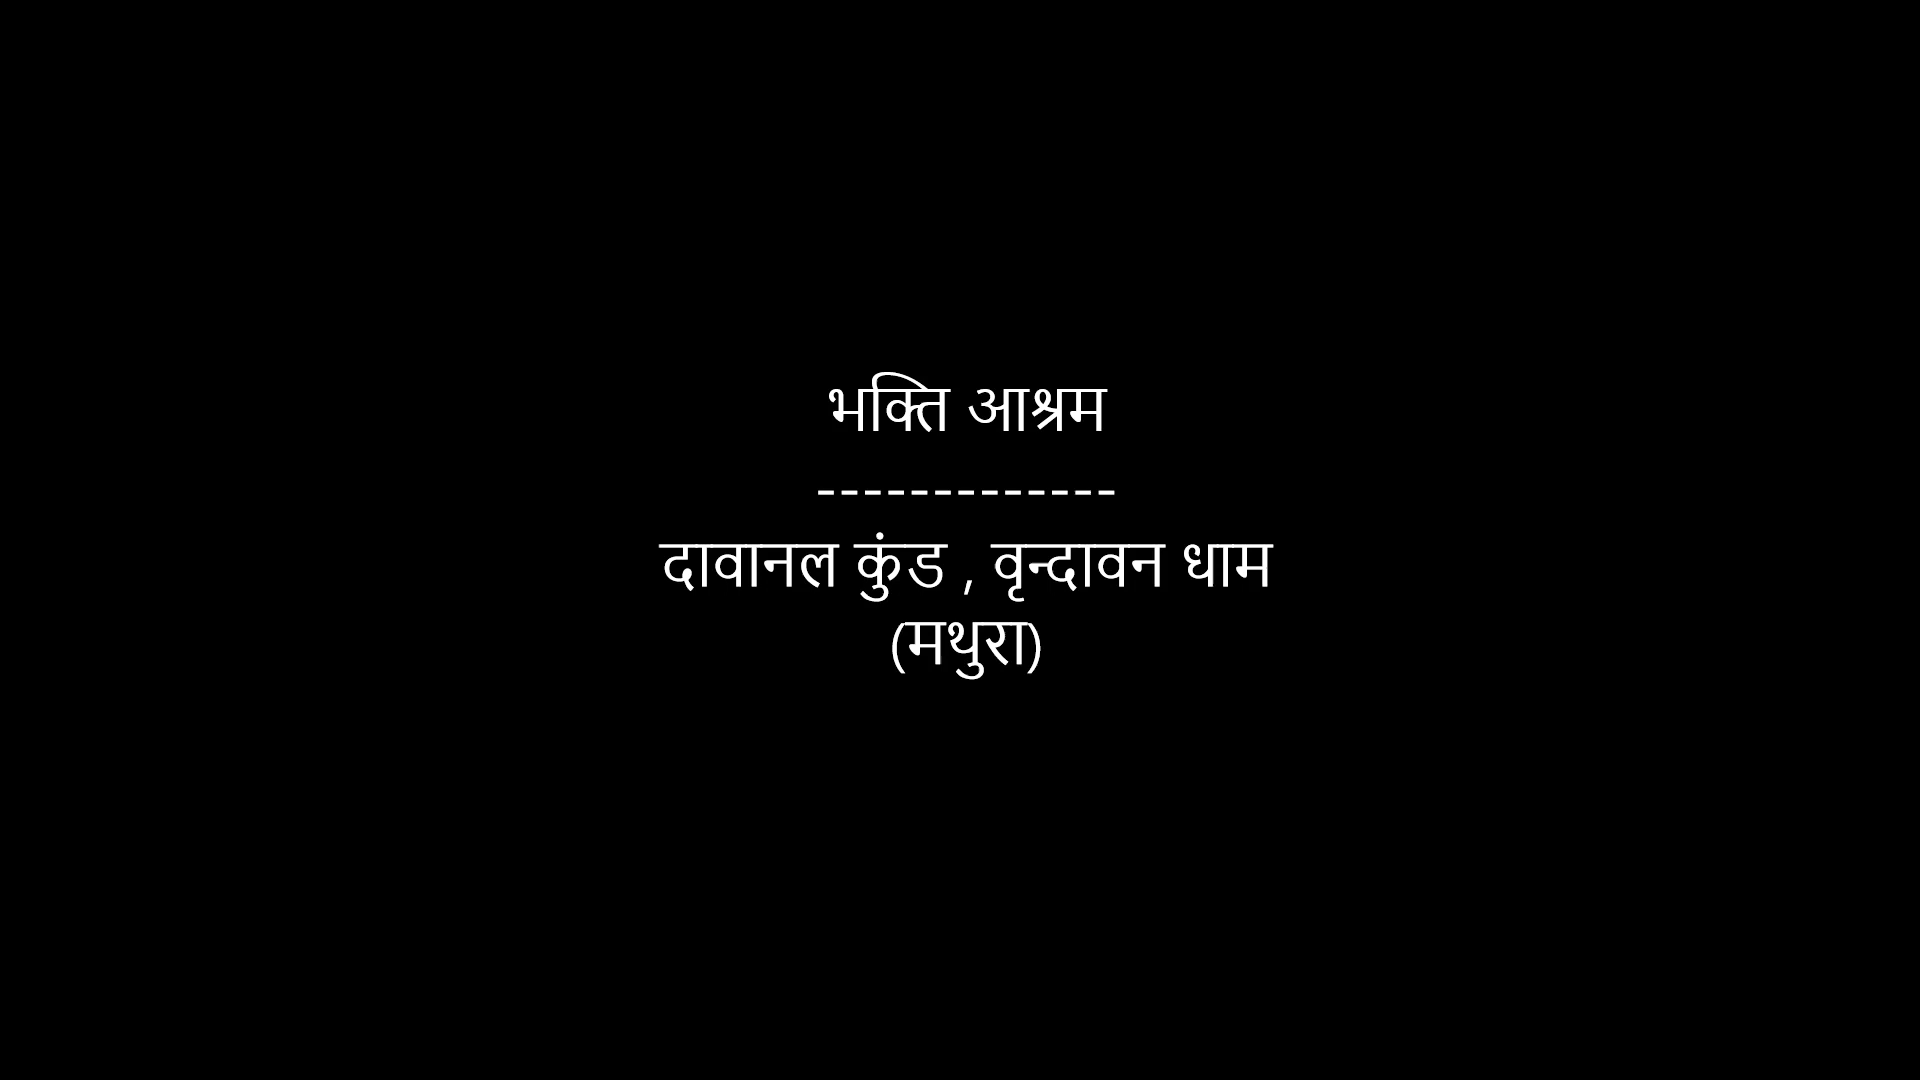 भक्ति आश्रम
-------------
दावानल कुंड , वृन्दावन धाम
(मथुरा)